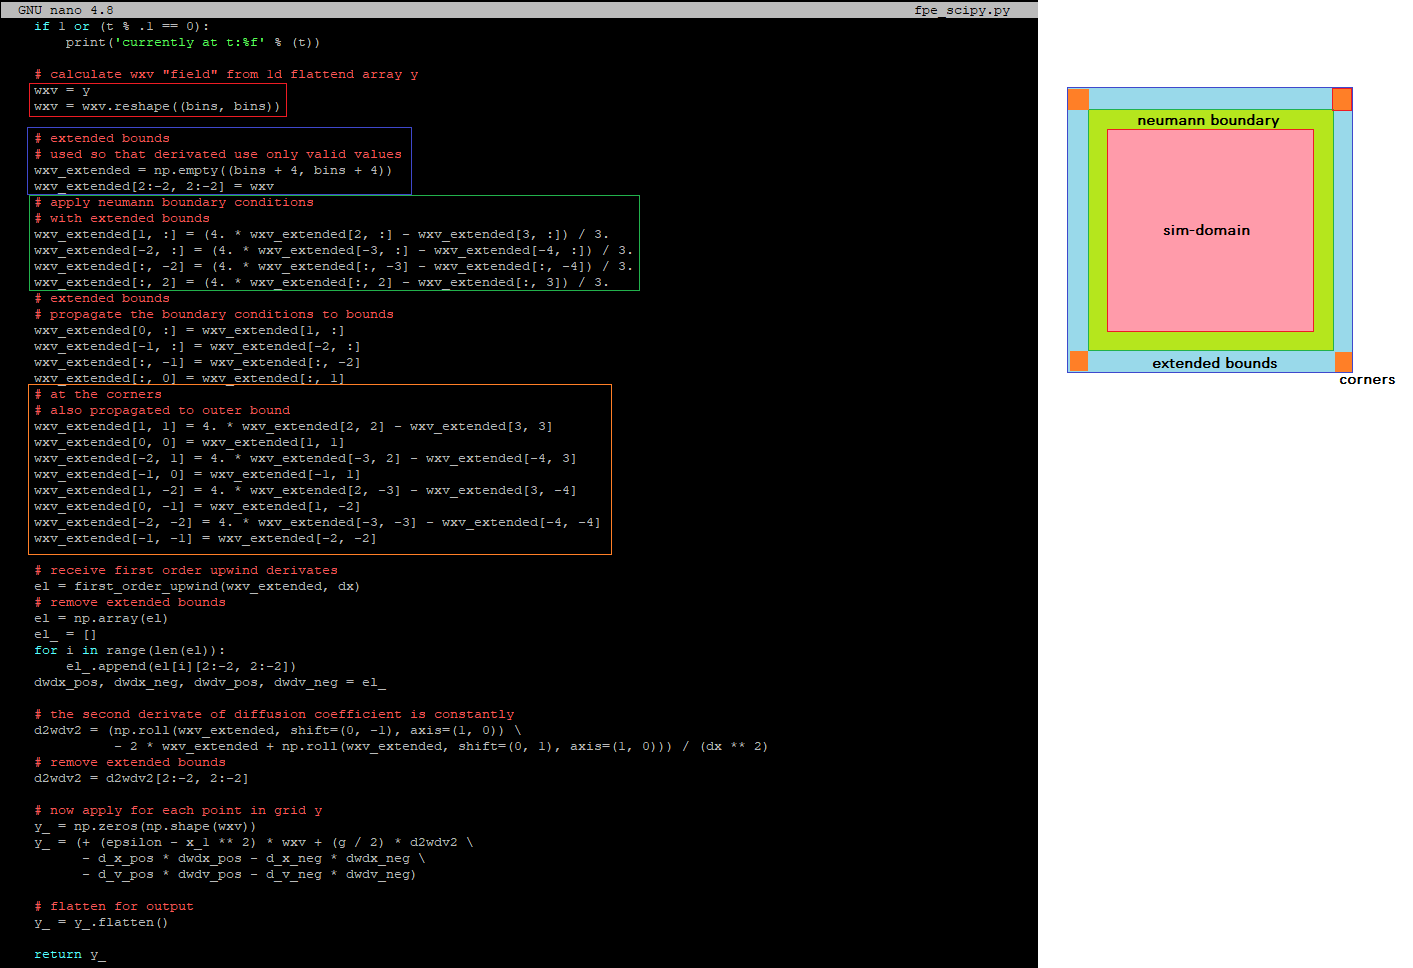 GNU nano 4.8 fpe_scipy.py
if 1 or (t % .1 == 0):
print('currently at t:%f' % (t))
# calculate wxv "field" from 1d flattend array y
wxv = y
wxv = wxv.reshape((bins, bins))
# extended bounds
# used so that derivated use only valid values
wxv_extended = np.empty((bins + 4, bins + 4))
wxv_extended[2:-2, 2:-2] = wxv
# apply neumann boundary conditions
# with extended bounds
wxv_extended[1, :] = (4. * wxv_extended[2, :] - wxv_extended[3, :]) / 3.
wxv_extended[-2, :] = (4. * wxv_extended[-3, :] - wxv_extended[-4, :]) / 3.
wxv_extended[:, -2] = (4. * wxv_extended[:, -3] - wxv_extended[:, -4]) / 3.
wxv_extended[:, 2] = (4. * wxv_extended[:, 2] - wxv_extended[:, 3]) / 3.
# extended bounds
# propagate the boundary conditions to bounds
wxv_extended[0, :] = wxv_extended[1, :]
wxv_extended[-1, :] = wxv_extended[-2, :]
wxv_extended[:, -1] = wxv_extended[:, -2]
wxv_extended[:, 0] = wxv_extended[:, 1]
# at the corners
# also propagated to outer bound
wxv_extended[1, 1] = 4. * wxv_extended[2, 2] - wxv_extended[3, 3]
wxv_extended[0, 0] = wxv_extended[1, 1]
wxv_extended[-2, 1] = 4. * wxv_extended[-3, 2] - wxv_extended[-4, 3]
wxv_extended[-1, 0] = wxv_extended[-1, 1]
wxv_extended[1, -2] = 4. * wxv_extended[2, -3] - wxv_extended[3, -4]
wxv_extended[0, -1] = wxv_extended[1, -2]
wxv_extended[-2, -2] = 4. * wxv_extended[-3, -3] - wxv_extended[-4, -4]
wxv_extended[-1, -1] = wxv_extended[-2, -2]
# receive first order upwind derivates
el = first_order_upwind(wxv_extended, dx)
# remove extended bounds
el = np.array(el)
el_ = []
for i in range(len(el)):
el_.append(el[i][2:-2, 2:-2])
dwdx_pos, dwdx_neg, dwdv_pos, dwdv_neg = el_
# the second derivate of diffusion coefficient is constantly
d2wdv2 = (np.roll(wxv_extended, shift=(0, -1), axis=(1, 0)) \
- 2 * wxv_extended + np.roll(wxv_extended, shift=(0, 1), axis=(1, 0))) / (dx ** 2)
# remove extended bounds
d2wdv2 = d2wdv2[2:-2, 2:-2]
# now apply for each point in grid y
y_ = np.zeros(np.shape(wxv))
y_ = (+ (epsilon - x_1 ** 2) * wxv + (g / 2) * d2wdv2 \
- d_x_pos * dwdx_pos - d_x_neg * dwdx_neg \
- d_v_pos * dwdv_pos - d_v_neg * dwdv_neg)
# flatten for output
y_ = y_.flatten()
return y_
neumann boundary
sim-domain
extended bounds
corners